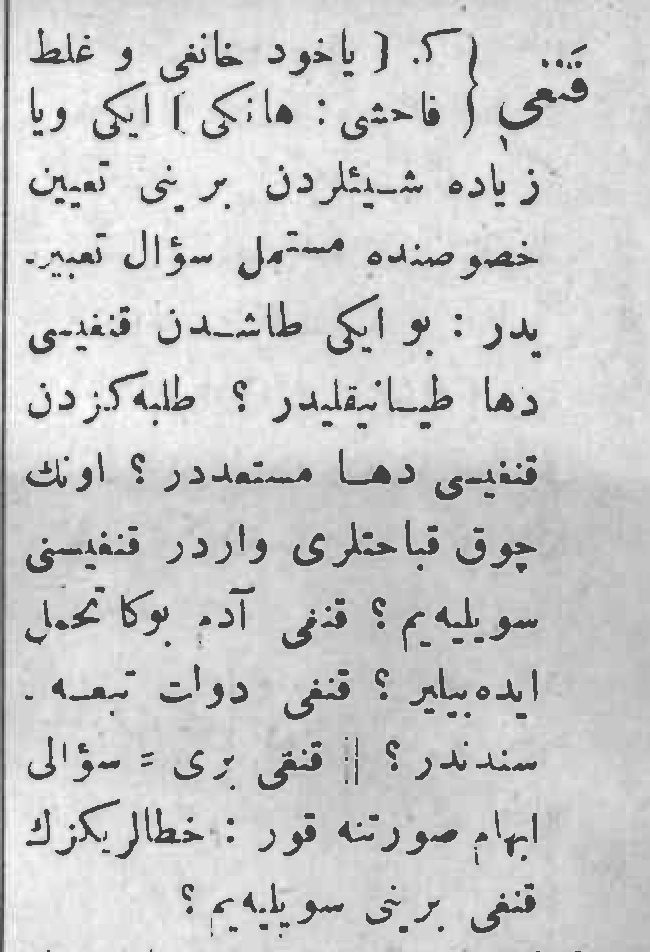 قَنْغِی { كـ. [ یاخود خانغی و غلط
فاحشی : هانكی ] ایكی ویا
زیاده شیئلردن برینی تعیین
خصوصنده مستعمل سؤال تعبیر-
یدر : بو ایكی طاشدن قنغیسی
دها طیانیقلیدر ؟ طلبه‌كزدن
قنغیسی دها مستعددر ؟ اونك
چوق قباحتلری واردر قنغیسنی
سویلیه‌یم ؟ قنغی آدم بوكا تحمل
ایده‌بیلیر ؟ قنغی دولت تبعه -
سندندر ؟ || قنغی بری = سؤالی
ابهام صورتنه قور : خطالریكزك
قنغی برینی سویلیه‌یم ؟